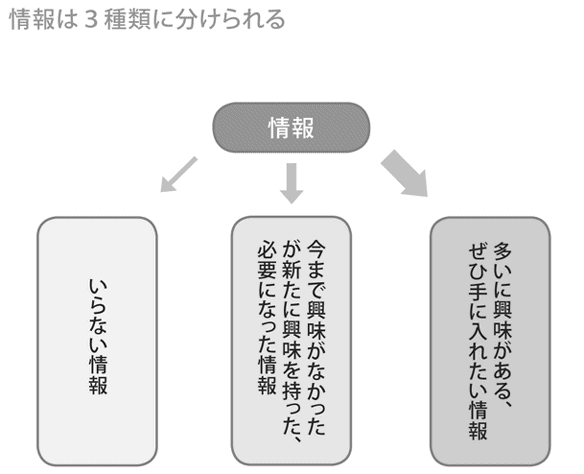 情報は３種類に分けられる
情報
多いに興味がある、
ぜひ手に入れたい情報
今まで興味がなかった
が新たに興味を持った、
必要になった情報
いらない情報